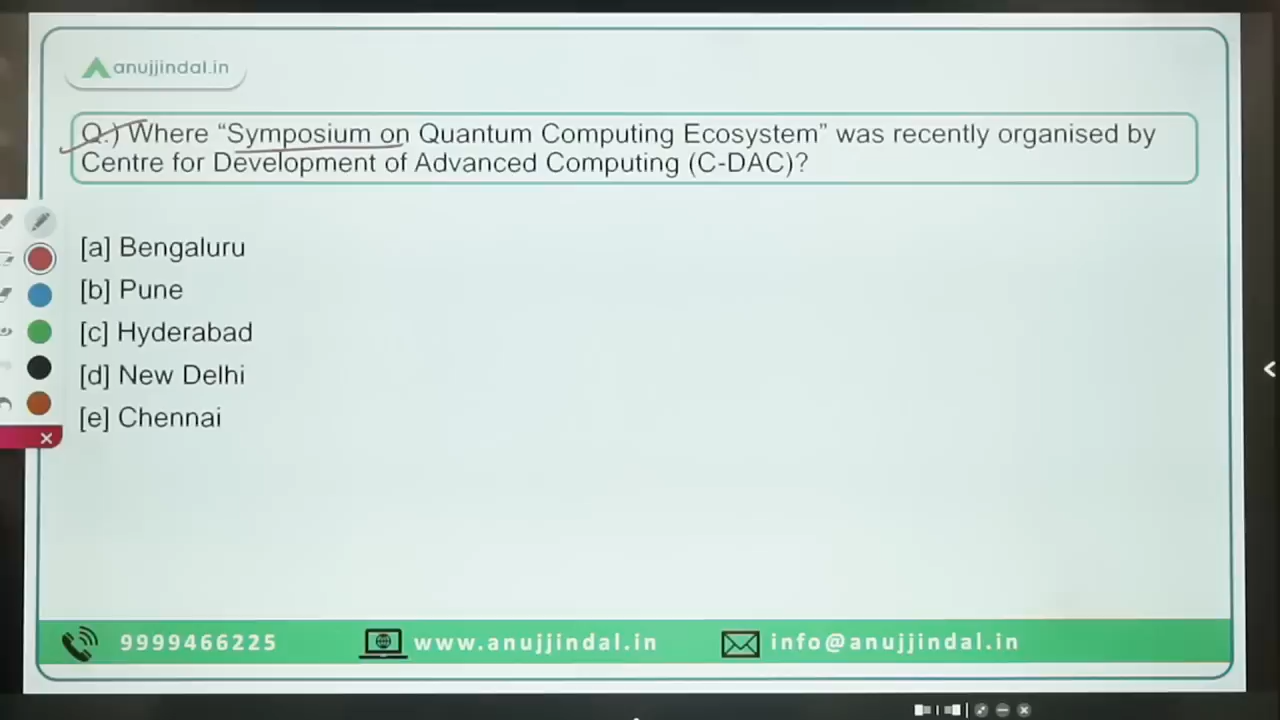 anujjindal.in
Q.) Where “Symposium on Quantum Computing Ecosystem” was recently organised by
Centre for Development of Advanced Computing (C-DAC)?
[a] Bengaluru
[b] Pune
[c] Hyderabad
[d] New Delhi
[e] Chennai
9999466225 www.anujjindal.in info@anujjindal.in